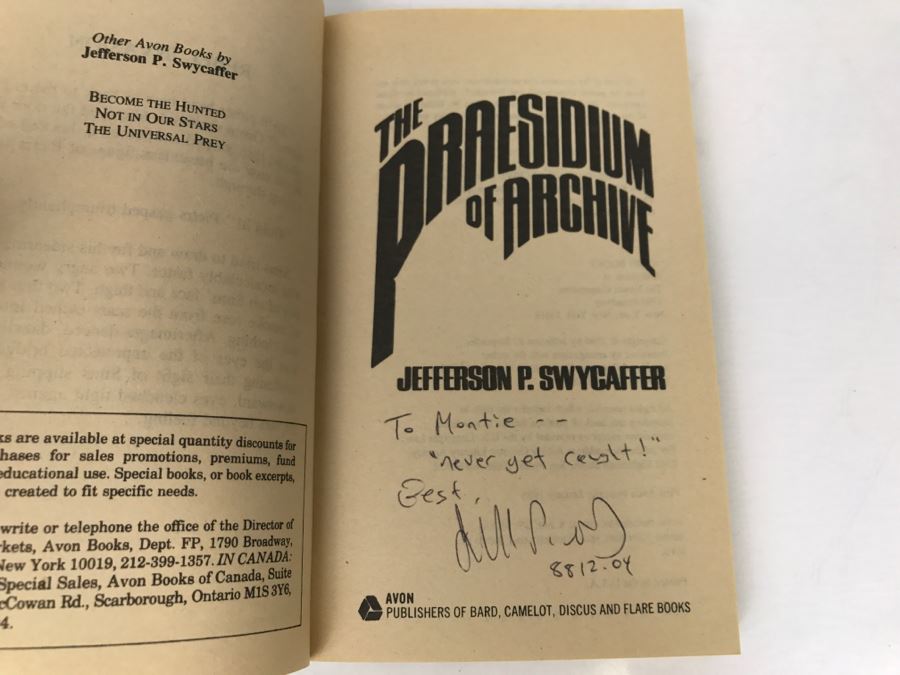 Other Avon Books by
Jefferson P. Swycaffer
BECOME THE HUNTED
NOT IN OUR STARS
THE UNIVERSAL PREY
ks are available at special quantity discounts for
hases for sales promotions, premiums, fund
educational use. Special books, or book excerpts,
created to fit specific needs.
write or telephone the office of the Director of
rkets, Avon Books, Dept. FP, 1790 Broadway,
New York 10019, 212-399-1357. IN CANADA:
Special Sales, Avon Books of Canada, Suite
cCowan Rd., Scarborough, Ontario M1S 3Y6,
4.
THE
PRAESIDIUM
OF ARCHIVE
JEFFERSON P. SWYCAFFER
To Montie --
"never get caught!"
Best,
8812.04
AVON
PUBLISHERS OF BARD, CAMELOT, DISCUS AND FLARE BOOKS